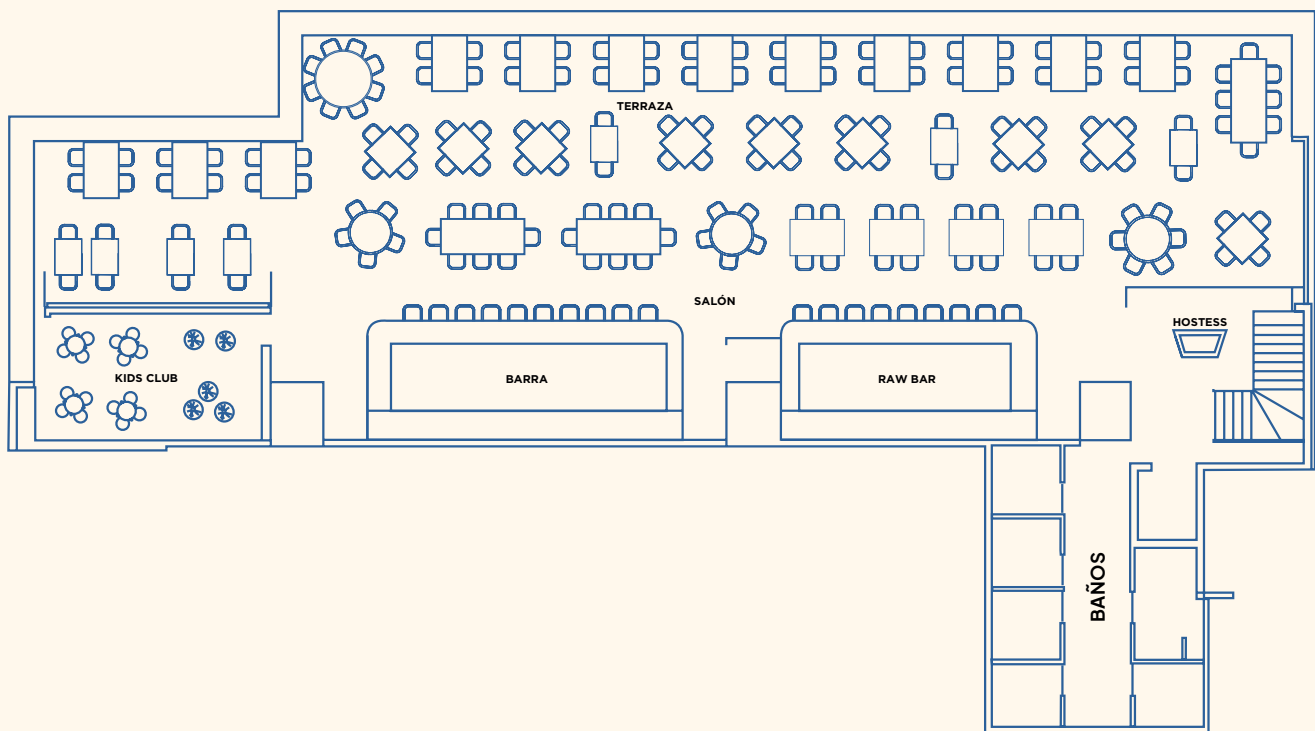 TERRAZA
SALÓN
HOSTESS
KIDS CLUB
BARRA
RAW BAR
BAÑOS